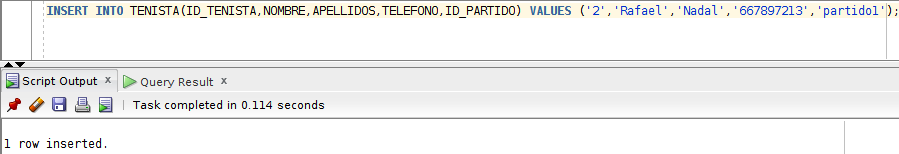 INSERT INTO TENISTA(ID_TENISTA,NOMBRE,APELLIDOS,TELEFONO,ID_PARTIDO) VALUES ('2','Rafael','Nadal','667897213','partido1');
Script Output x Query Result x
Task completed in 0.114 seconds
1 row inserted.